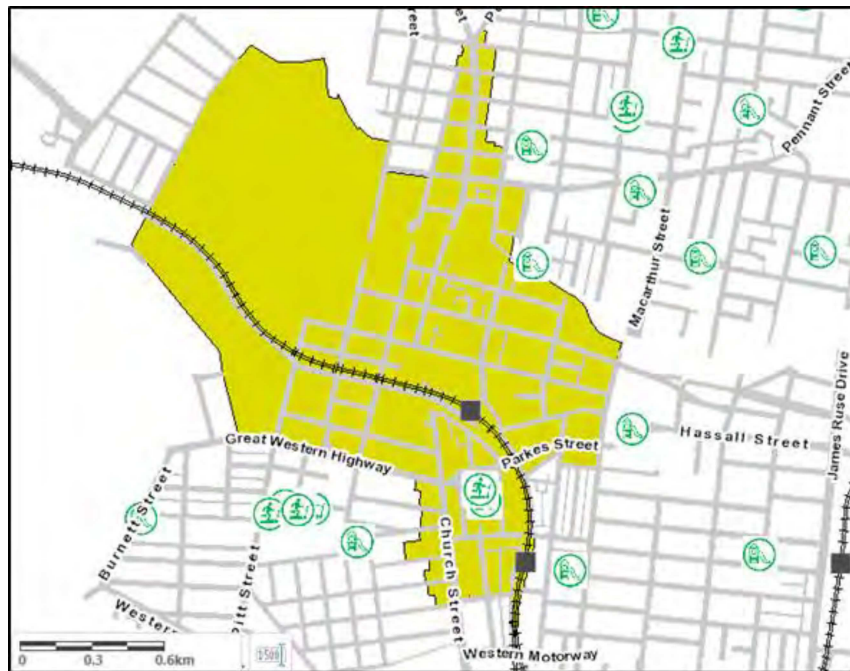 Street
Pennant Street
Macarthur Street
James Ruse Drive
Hassall Street
Parkes Street
Great Western Highway
Burnett Street
Pitt Street
Church Street
Western
Western Motorway
0 0.3 0.6km